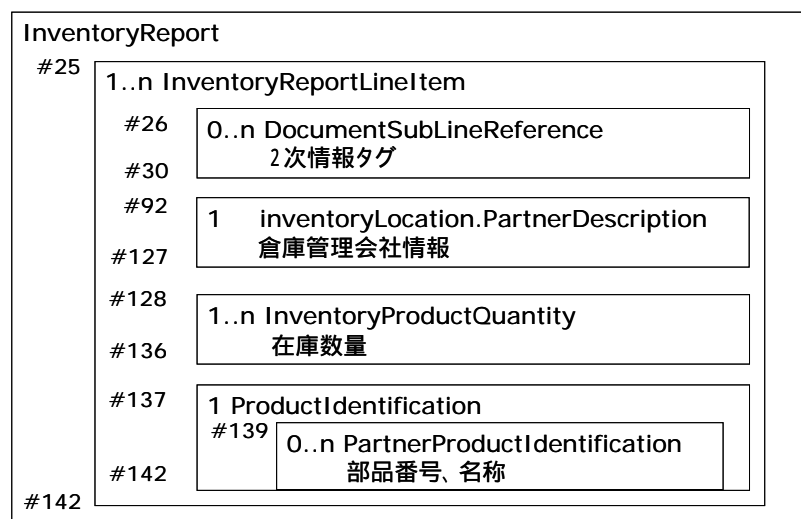 InventoryReport
#25
1..n InventoryReportLineItem
#26
0..n DocumentSubLineReference
2次情報タグ
#30
#92
1 inventoryLocation.PartnerDescription
倉庫管理会社情報
#127
#128
1..n InventoryProductQuantity
在庫数量
#136
#137
1 ProductIdentification
#139
0..n PartnerProductIdentification
部品番号、名称
#142
#142